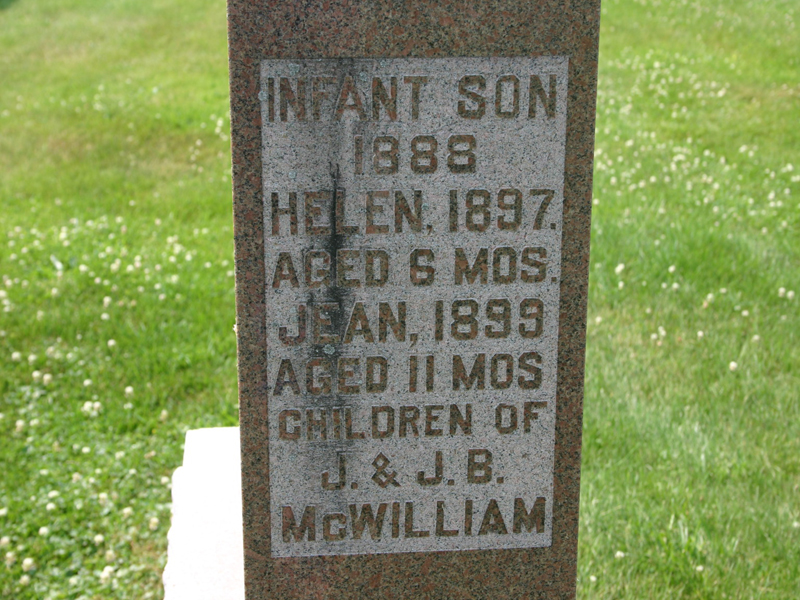 INFANT SON
1888
HELEN, 1897.
AGED 6 MOS.
JEAN, 1899
AGED 11 MOS
CHILDREN OF
J. & J. B.
McWILLIAM